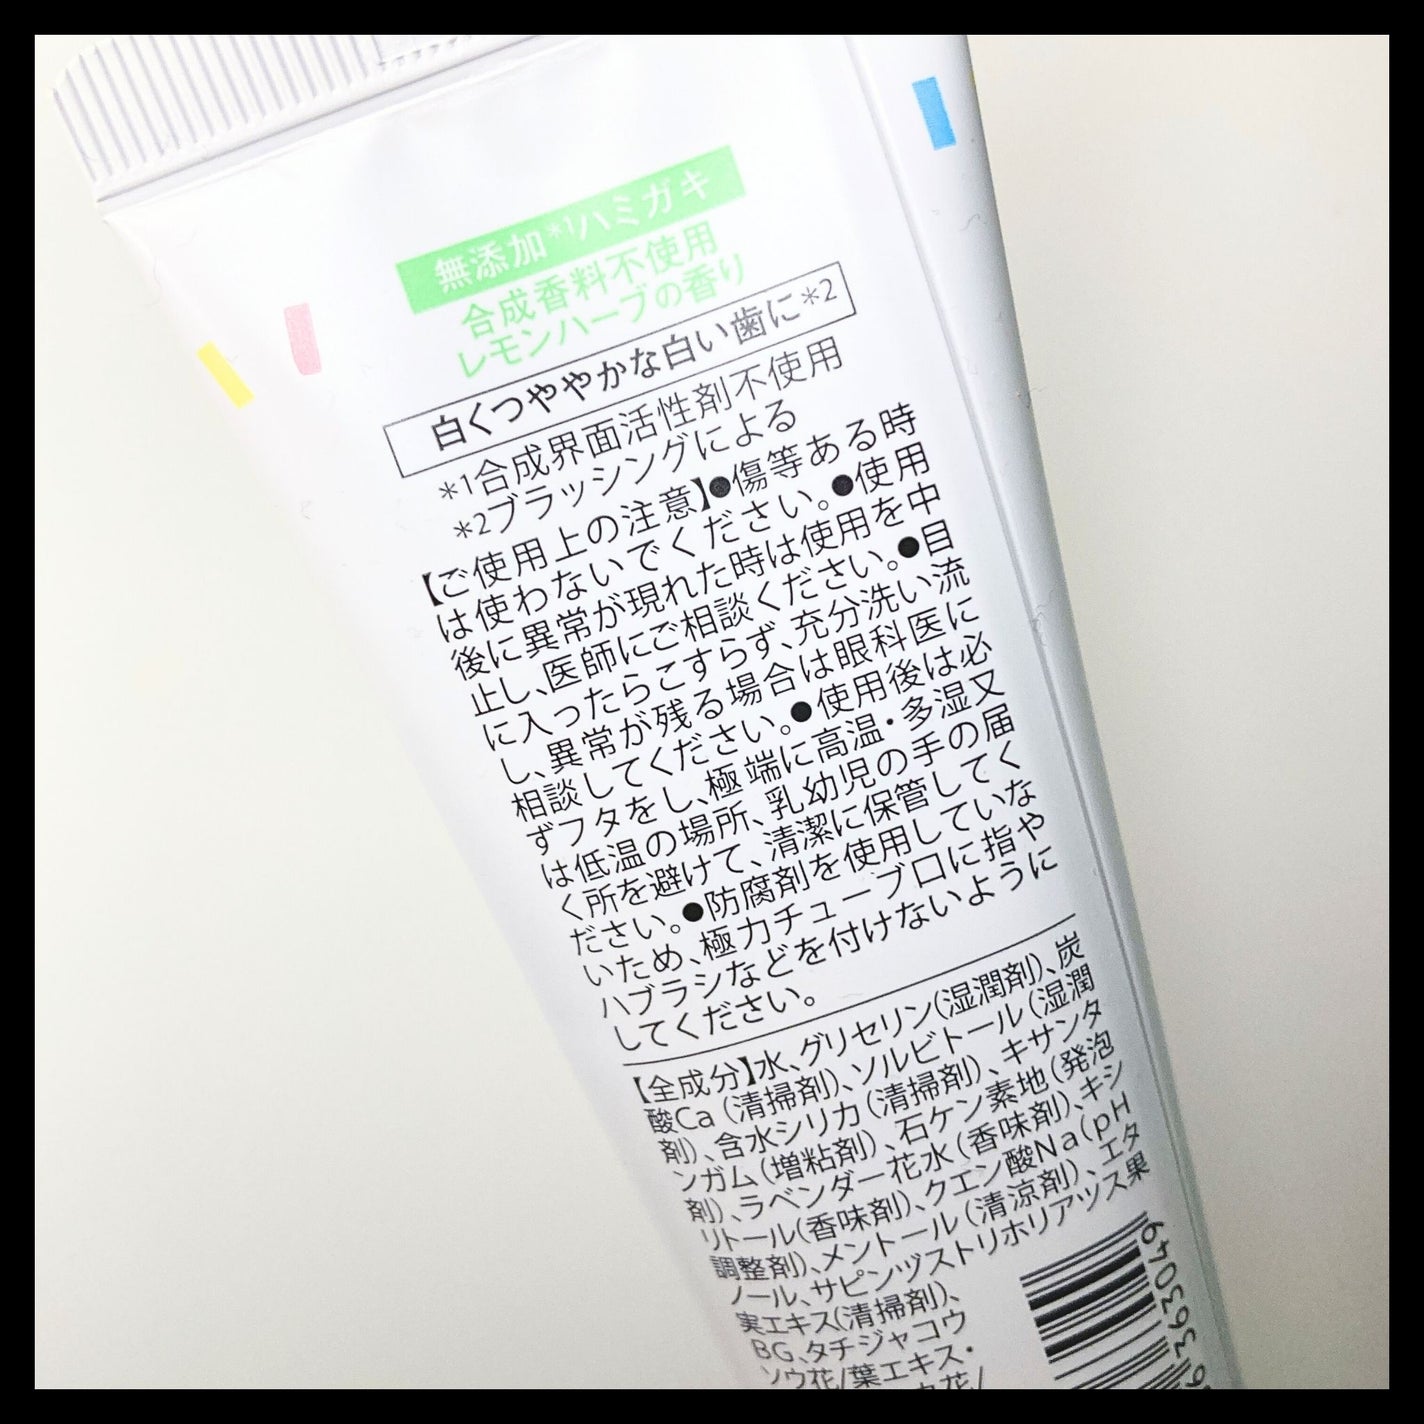 無添加*1ハミガキ
合成香料不使用
レモンハーブの香り
白くつややかな白い歯に*2
*1合成界面活性剤不使用
*2ブラッシングによる
【ご使用上の注意】●傷等ある時
は使わないでください。●使用
後に異常が現れた時は使用を中
止し、医師にご相談ください。●目
に入ったらこすらず、充分洗い流
し、異常が残る場合は眼科医に
相談してください。●使用後は必
ずフタをし、極端に高温・多湿又
は低温の場所、乳幼児の手の届
く所を避けて、清潔に保管してく
ださい。●防腐剤を使用していな
いため、極力チューブ口に指や
ハブラシなどを付けないように
してください。
【全成分】水、グリセリン(湿潤剤)、炭
酸Ca(清掃剤)、ソルビトール(湿潤
剤)、含水シリカ(清掃剤)、キサンタ
ンガム(増粘剤)、石ケン素地(発泡
剤)、ラベンダー花水(香味剤)、キシ
リトール(香味剤)、クエン酸Na(pH
調整剤)、メントール(清涼剤)、エタ
ノール、サピンヅストリホリアツス果
実エキス(清掃剤)、
BG、タチジャコウ
ソウ花/葉エキス・
363049